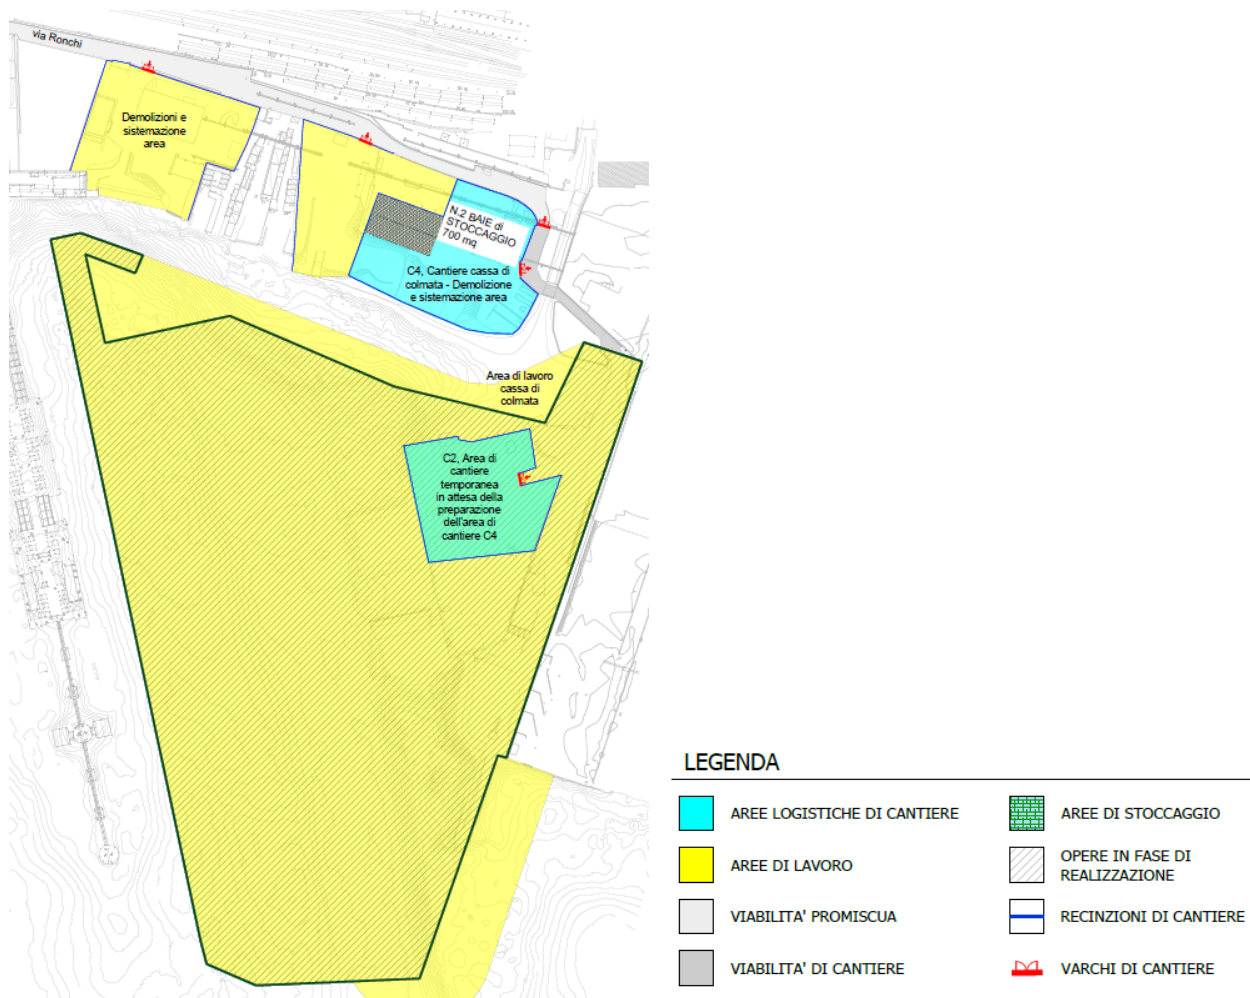 via Ronchi
Demolizioni e
sistemazione
area
N.2 BAIE di
STOCCAGGIO
700 mq
C4, Cantiere cassa di
colmata - Demolizione
e sistemazione area
Area di lavoro
cassa di
colmata
C2, Area di
cantiere
temporanea
in attesa della
preparazione
dell'area di
cantiere C4
LEGENDA
AREE LOGISTICHE DI CANTIERE
AREE DI LAVORO
VIABILITA' PROMISCUA
VIABILITA' DI CANTIERE
AREE DI STOCCAGGIO
OPERE IN FASE DI
REALIZZAZIONE
RECINZIONI DI CANTIERE
VARCHI DI CANTIERE